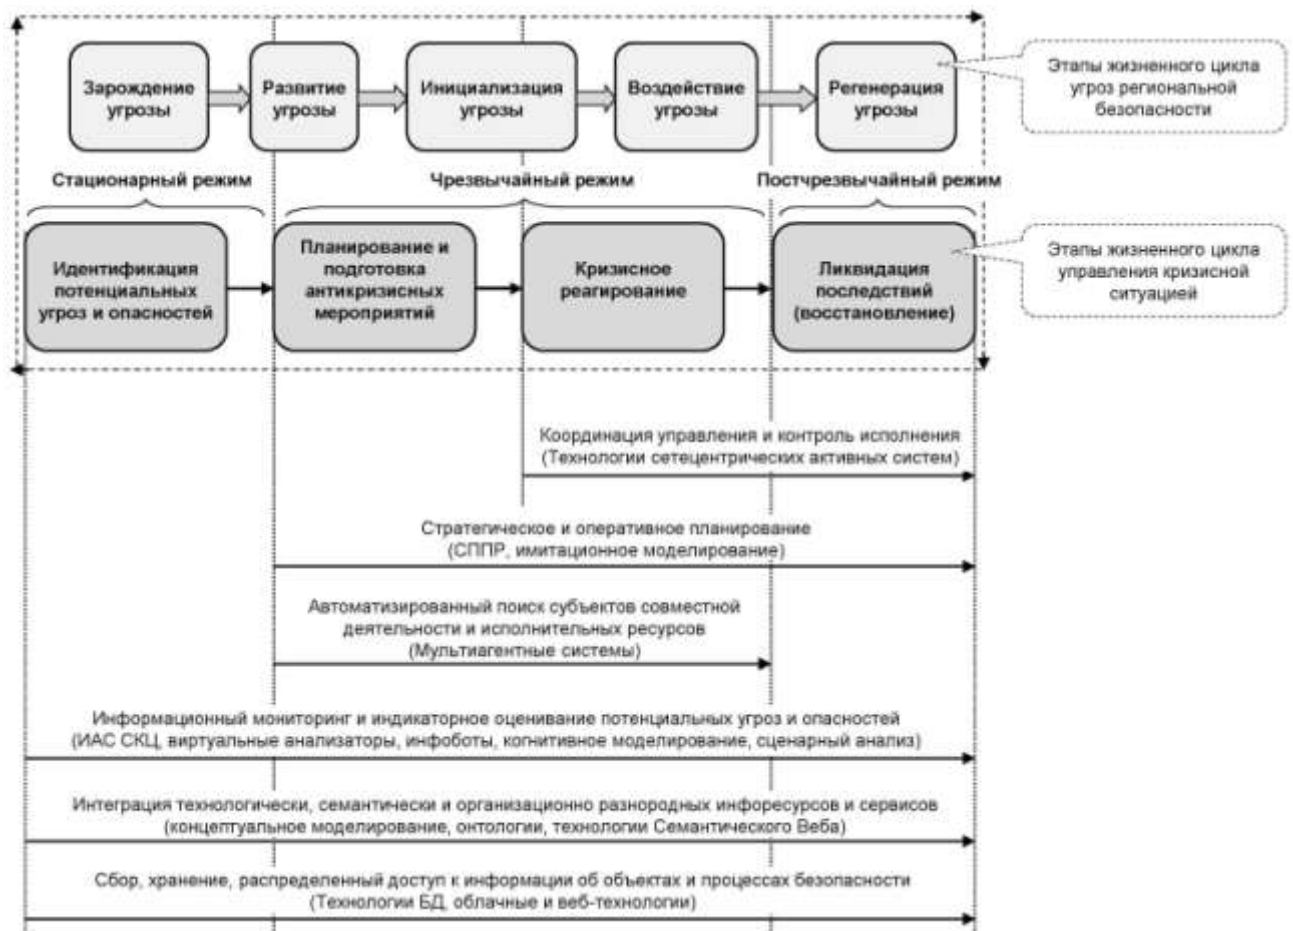 Зарождение
угрозы
Развитие
угрозы
Инициализация
угрозы
Воздействие
угрозы
Регенерация
угрозы
Этапы жизненного цикла
угроз региональной
безопасности
Стационарный режим
Чрезвычайный режим
Постчрезвычайный режим
Идентификация
потенциальных
угроз и опасностей
Планирование и
подготовка
антикризисных
мероприятий
Кризисное
реагирование
Ликвидация
последствий
(восстановление)
Этапы жизненного цикла
управления кризисной
ситуацией
Координация управления и контроль исполнения
(Технологии сетецентрических активных систем)
Стратегическое и оперативное планирование
(СППР, имитационное моделирование)
Автоматизированный поиск субъектов совместной
деятельности и исполнительных ресурсов
(Мультиагентные системы)
Информационный мониторинг и индикаторное оценивание потенциальных угроз и опасностей
(ИАС СКЦ, виртуальные анализаторы, инфоботы, когнитивное моделирование, сценарный анализ)
Интеграция технологически, семантически и организационно разнородных инфоресурсов и сервисов
(концептуальное моделирование, онтологии, технологии Семантического Веба)
Сбор, хранение, распределенный доступ к информации об объектах и процессах безопасности
(Технологии БД, облачные и веб-технологии)